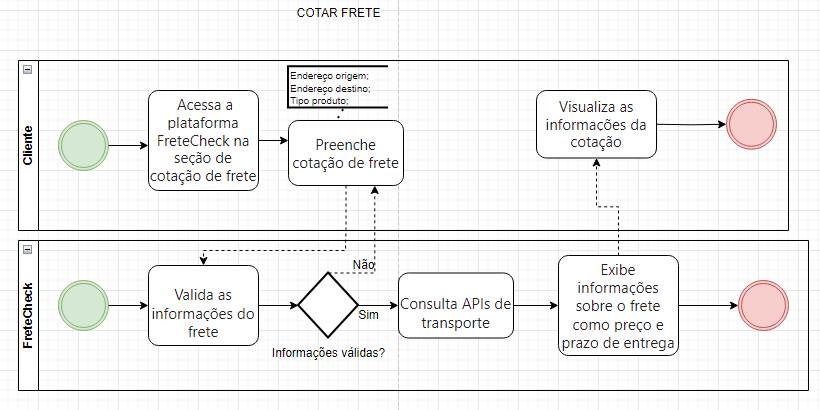 COTAR FRETE
Cliente
Acessa a
plataforma
FreteCheck na
seção de
cotação de frete
Endereço origem;
Endereço destino;
Tipo produto;
Preenche
cotação de frete
Visualiza as
informações da
cotação
FreteCheck
Valida as
informações do
frete
Não
Sim
Informações válidas?
Consulta APIs de
transporte
Exibe
informações
sobre o frete
como preço e
prazo de entrega